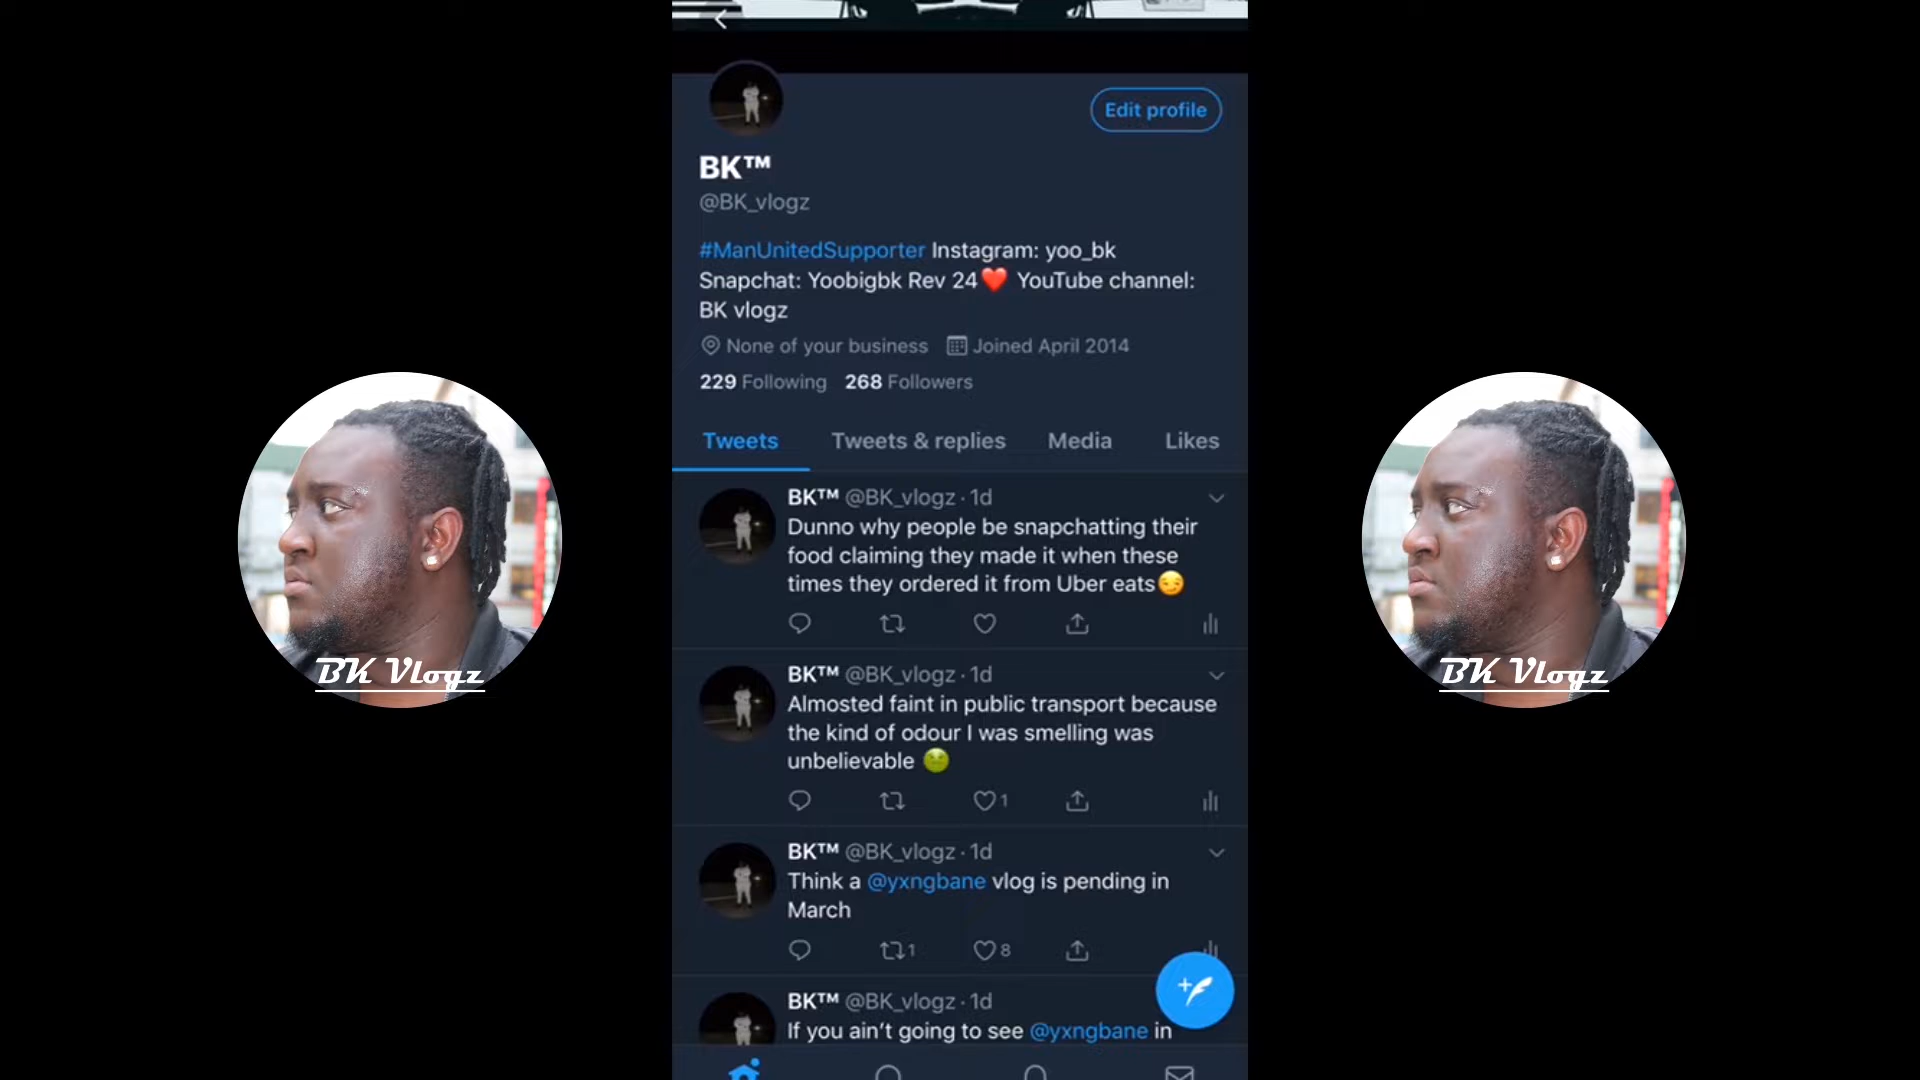 Edit profile
BK™
@BK_vlogz
#ManUnitedSupporter Instagram: yoo_bk
Snapchat: Yoobigbk Rev 24❤️ YouTube channel:
BK vlogz
None of your business Joined April 2014
229 Following 268 Followers
Tweets Tweets & replies Media Likes
BK™ @BK_vlogz · 1d
Dunno why people be snapchatting their
food claiming they made it when these
times they ordered it from Uber eats😏
BK™ @BK_vlogz · 1d
Almosted faint in public transport because
the kind of odour I was smelling was
unbelievable 🤢
1
BK™ @BK_vlogz · 1d
Think a @yxngbane vlog is pending in
March
1 8
BK™ @BK_vlogz · 1d
If you ain't going to see @yxngbane in
BK Vlogz
BK Vlogz